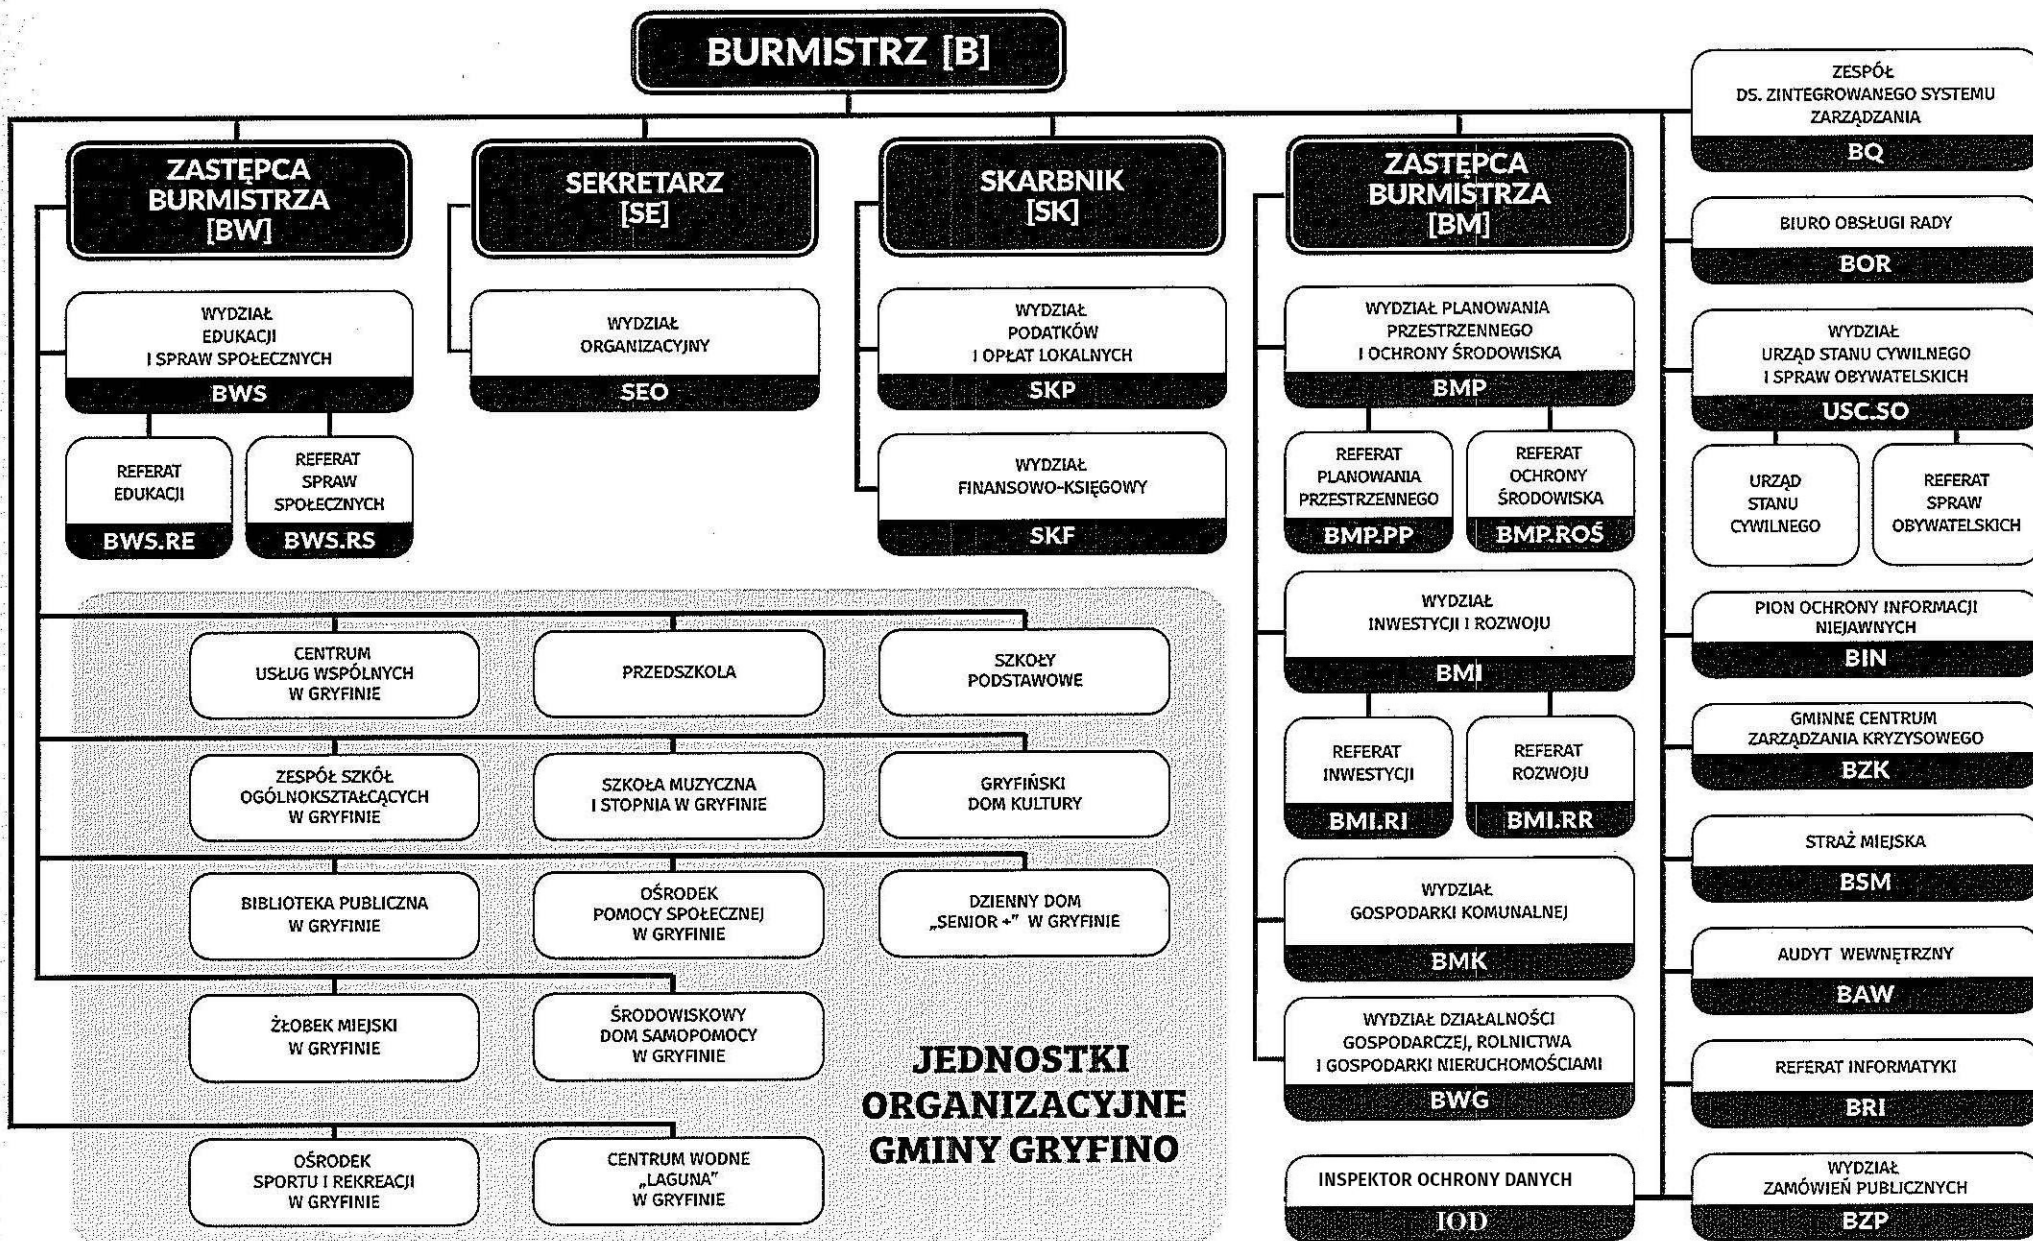 BURMISTRZ [B]
ZASTĘPCA
BURMISTRZA
[BW]
WYDZIAŁ
EDUKACJI
I SPRAW SPOŁECZNYCH
BWS
REFERAT
EDUKACJI
BWS.RE
REFERAT
SPRAW
SPOŁECZNYCH
BWS.RS
SEKRETARZ
[SE]
WYDZIAŁ
ORGANIZACYJNY
SEO
SKARBNIK
[SK]
WYDZIAŁ
PODATKÓW
I OPŁAT LOKALNYCH
SKP
WYDZIAŁ
FINANSOWO-KSIĘGOWY
SKF
ZASTĘPCA
BURMISTRZA
[BM]
WYDZIAŁ PLANOWANIA
PRZESTRZENNEGO
I OCHRONY ŚRODOWISKA
BMP
REFERAT
PLANOWANIA
PRZESTRZENNEGO
BMP.PP
REFERAT
OCHRONY
ŚRODOWISKA
BMP.ROŚ
WYDZIAŁ
INWESTYCJI I ROZWOJU
BMI
REFERAT
INWESTYCJI
BMI.RI
REFERAT
ROZWOJU
BMI.RR
WYDZIAŁ
GOSPODARKI KOMUNALNEJ
BMK
WYDZIAŁ DZIAŁALNOŚCI
GOSPODARCZEJ, ROLNICTWA
I GOSPODARKI NIERUCHOMOŚCIAMI
BWG
INSPEKTOR OCHRONY DANYCH
IOD
ZESPÓŁ
DS. ZINTEGROWANEGO SYSTEMU
ZARZĄDZANIA
BQ
BIURO OBSŁUGI RADY
BOR
WYDZIAŁ
URZĄD STANU CYWILNEGO
I SPRAW OBYWATELSKICH
USC.SO
URZĄD
STANU
CYWILNEGO
REFERAT
SPRAW
OBYWATELSKICH
PION OCHRONY INFORMACJI
NIEJAWNYCH
BIN
GMINNE CENTRUM
ZARZĄDZANIA KRYZYSOWEGO
BZK
STRAŻ MIEJSKA
BSM
AUDYT WEWNĘTRZNY
BAW
REFERAT INFORMATYKI
BRI
WYDZIAŁ
ZAMÓWIEŃ PUBLICZNYCH
BZP
CENTRUM
USŁUG WSPÓLNYCH
W GRYFINIE
PRZEDSZKOLA
SZKOŁY
PODSTAWOWE
ZESPÓŁ SZKÓŁ
OGÓLNOKSZTAŁCĄCYCH
W GRYFINIE
SZKOŁA MUZYCZNA
I STOPNIA W GRYFINIE
GRYFIŃSKI
DOM KULTURY
BIBLIOTEKA PUBLICZNA
W GRYFINIE
OŚRODEK
POMOCY SPOŁECZNEJ
W GRYFINIE
DZIENNY DOM
„SENIOR +” W GRYFINIE
ŻŁOBEK MIEJSKI
W GRYFINIE
ŚRODOWISKOWY
DOM SAMOPOMOCY
W GRYFINIE
OŚRODEK
SPORTU I REKREACJI
W GRYFINIE
CENTRUM WODNE
„LAGUNA”
W GRYFINIE
JEDNOSTKI
ORGANIZACYJNE
GMINY GRYFINO